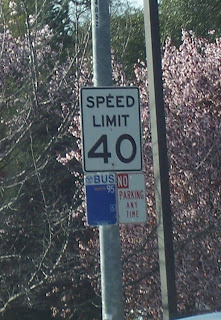 SPEED
LIMIT
40
BUS
NO
PARKING
ANY
TIME